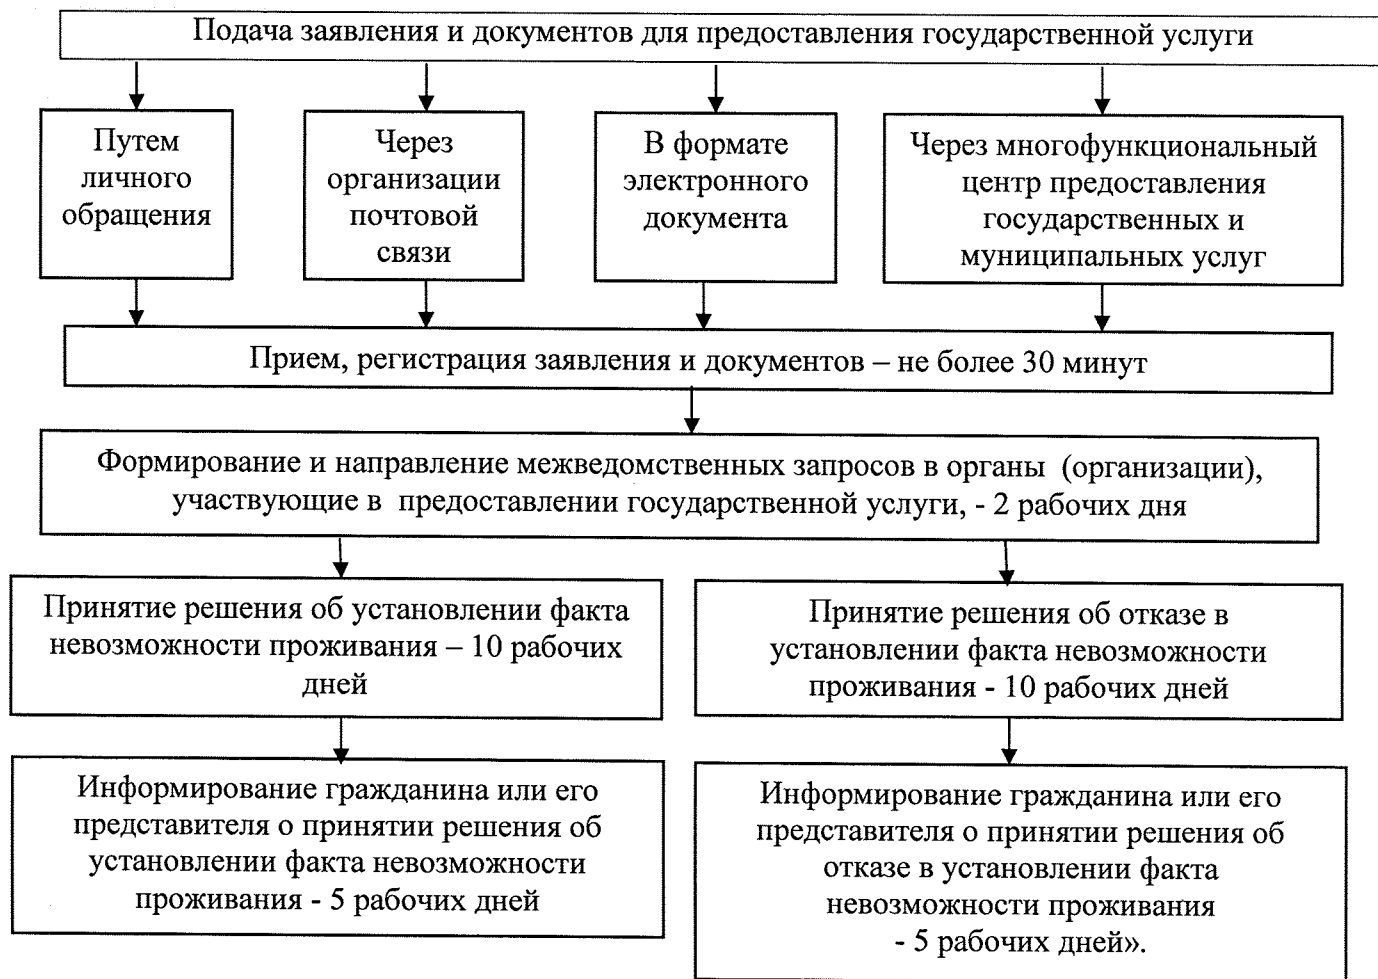 Подача заявления и документов для предоставления государственной услуги
Путем
личного
обращения
Через
организации
почтовой
связи
В формате
электронного
документа
Через многофункциональный
центр предоставления
государственных и
муниципальных услуг
Прием, регистрация заявления и документов – не более 30 минут
Формирование и направление межведомственных запросов в органы (организации),
участвующие в предоставлении государственной услуги, - 2 рабочих дня
Принятие решения об установлении факта
невозможности проживания – 10 рабочих
дней
Принятие решения об отказе в
установлении факта невозможности
проживания - 10 рабочих дней
Информирование гражданина или его
представителя о принятии решения об
установлении факта невозможности
проживания - 5 рабочих дней
Информирование гражданина или его
представителя о принятии решения об
отказе в установлении факта
невозможности проживания
- 5 рабочих дней».